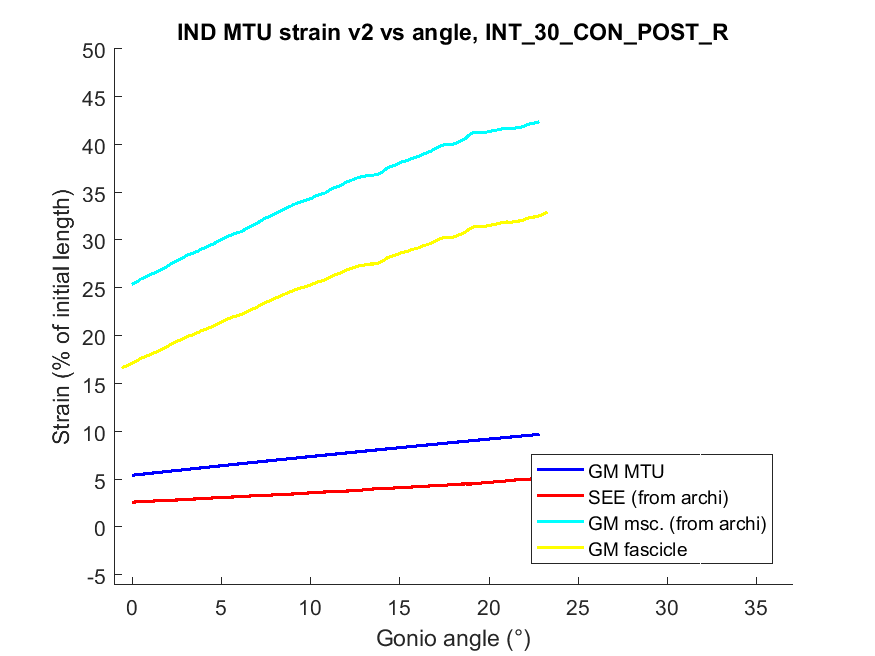 IND MTU strain v2 vs angle, INT_30_CON_POST_R
50
45
40
35
30
25
20
15
10
5
0
-5
Strain (% of initial length)
GM MTU
SEE (from archi)
GM msc. (from archi)
GM fascicle
0 5 10 15 20 25 30 35
Gonio angle (°)